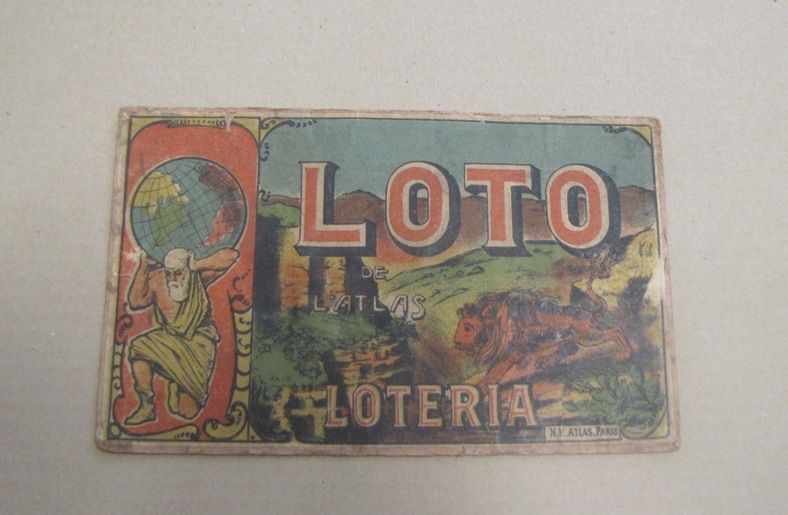 LOTO
DE
L'ATLAS
LOTERIA
N.K. ATLAS. PARIS